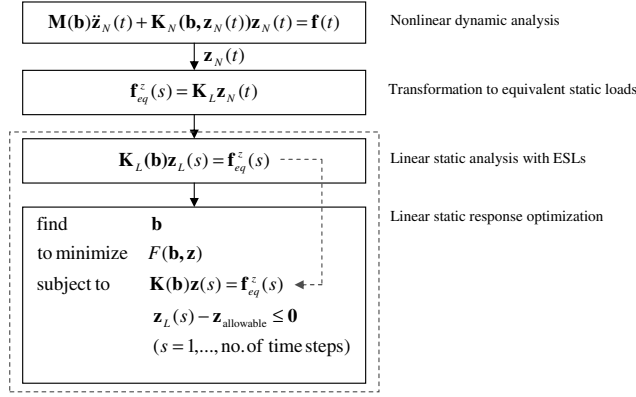 M(b)z̈_N(t) + K_N(b, z_N(t))z_N(t) = f(t)
Nonlinear dynamic analysis
z_N(t)
f_eq^z(s) = K_L z_N(t)
Transformation to equivalent static loads
K_L(b)z_L(s) = f_eq^z(s)
Linear static analysis with ESLs
Linear static response optimization
find b
to minimize F(b, z)
subject to K(b)z(s) = f_eq^z(s)
z_L(s) − z_allowable ≤ 0
(s = 1,..., no. of time steps)